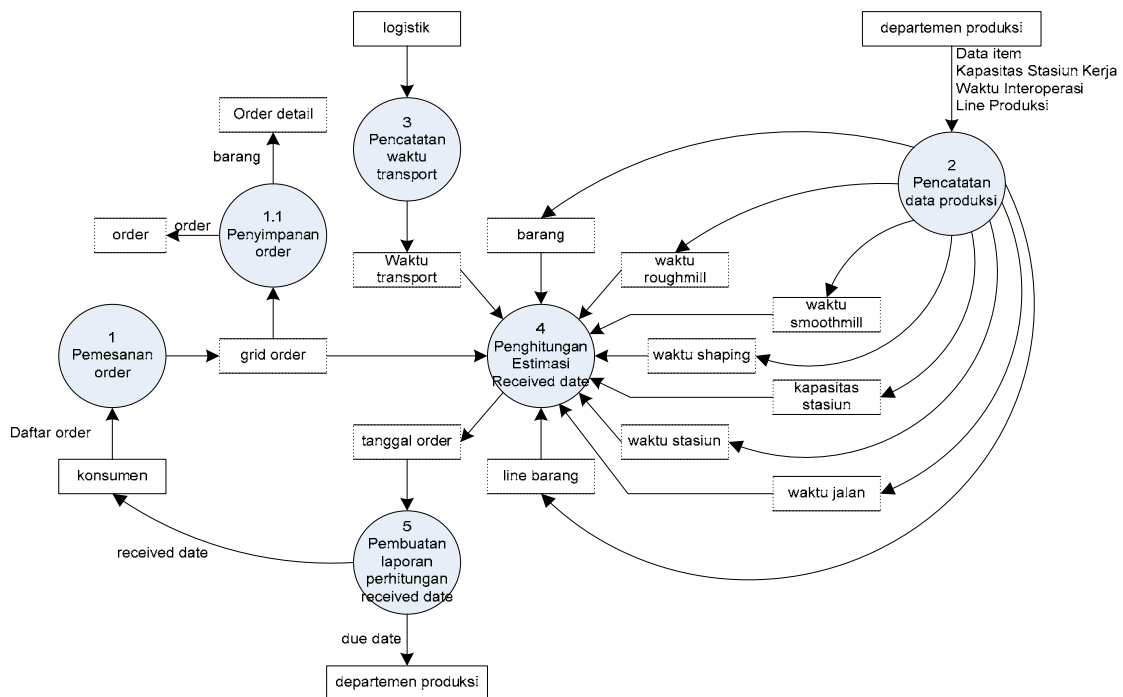 logistik
departemen produksi
Data item
Kapasitas Stasiun Kerja
Waktu Interoperasi
Line Produksi
Order detail
barang
3
Pencatatan
waktu
transport
2
Pencatatan
data produksi
1.1
Penyimpanan
order
order
order
Waktu
transport
barang
waktu
roughmill
waktu
smoothmill
1
Pemesanan
order
grid order
4
Penghitungan
Estimasi
Received date
waktu shaping
kapasitas
stasiun
Daftar order
tanggal order
waktu stasiun
konsumen
line barang
waktu jalan
received date
5
Pembuatan
laporan
perhitungan
received date
due date
departemen produksi